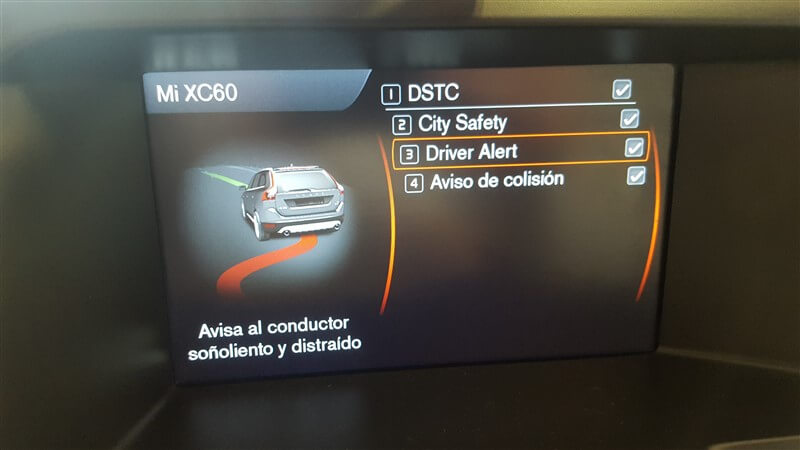 Mi XC60
1 DSTC
2 City Safety
3 Driver Alert
4 Aviso de colisión
Avisa al conductor
soñoliento y distraído